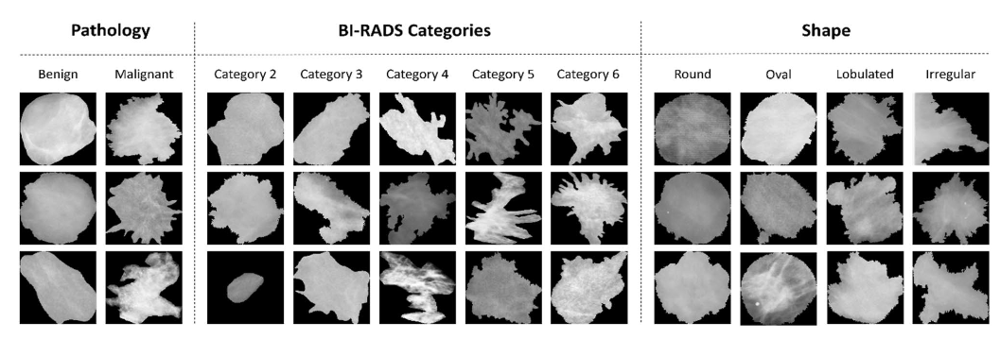 Pathology BI-RADS Categories Shape
Benign Malignant Category 2 Category 3 Category 4 Category 5 Category 6 Round Oval Lobulated Irregular